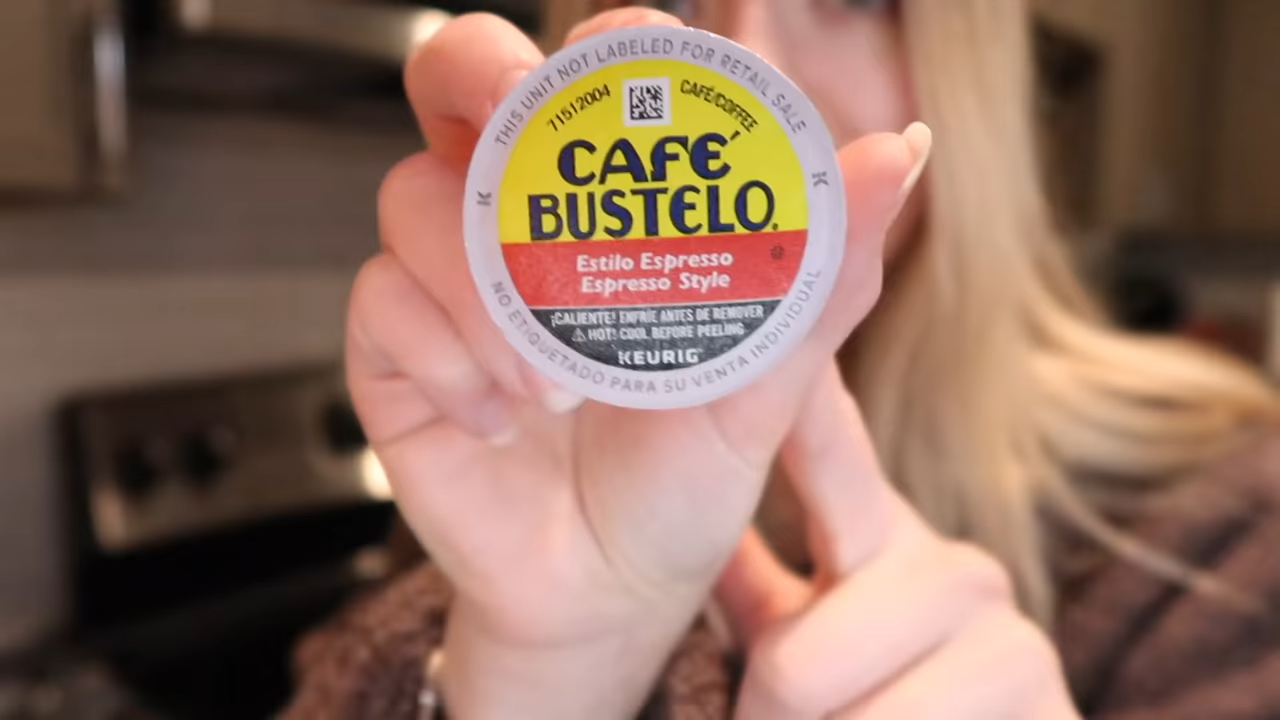 THIS UNIT NOT LABELED FOR RETAIL SALE
71512004
CAFÉ/COFFEE
K
K
CAFÉ
BUSTELO.
Estilo Espresso
Espresso Style
¡CALIENTE! ENFRÍE ANTES DE REMOVER
⚠ HOT! COOL BEFORE PEELING
KEURIG
NO ETIQUETADO PARA SU VENTA INDIVIDUAL